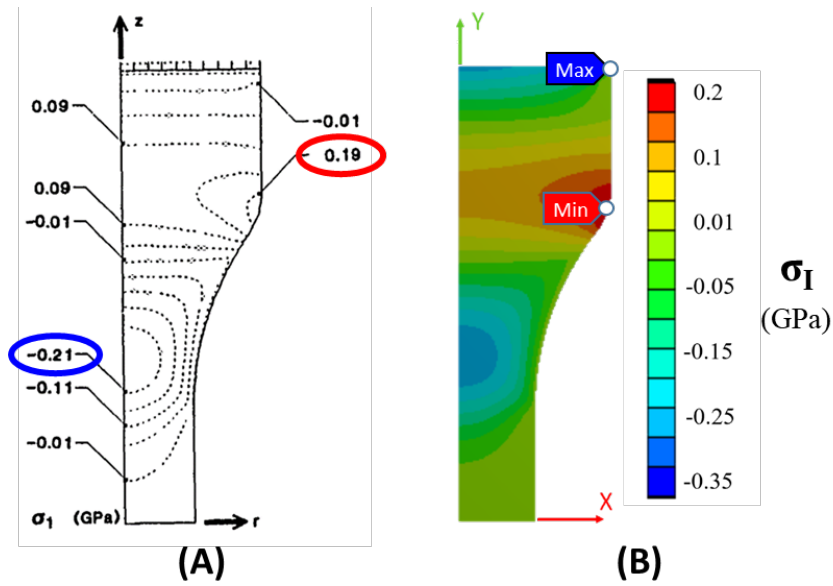 z
0.09
-0.01
0.19
0.09
-0.01
-0.21
-0.11
-0.01
σ1 (GPa)
r
(A)
Y
Max
Min
X
0.2
0.1
0.01
-0.05
-0.15
-0.25
-0.35
σI
(GPa)
(B)